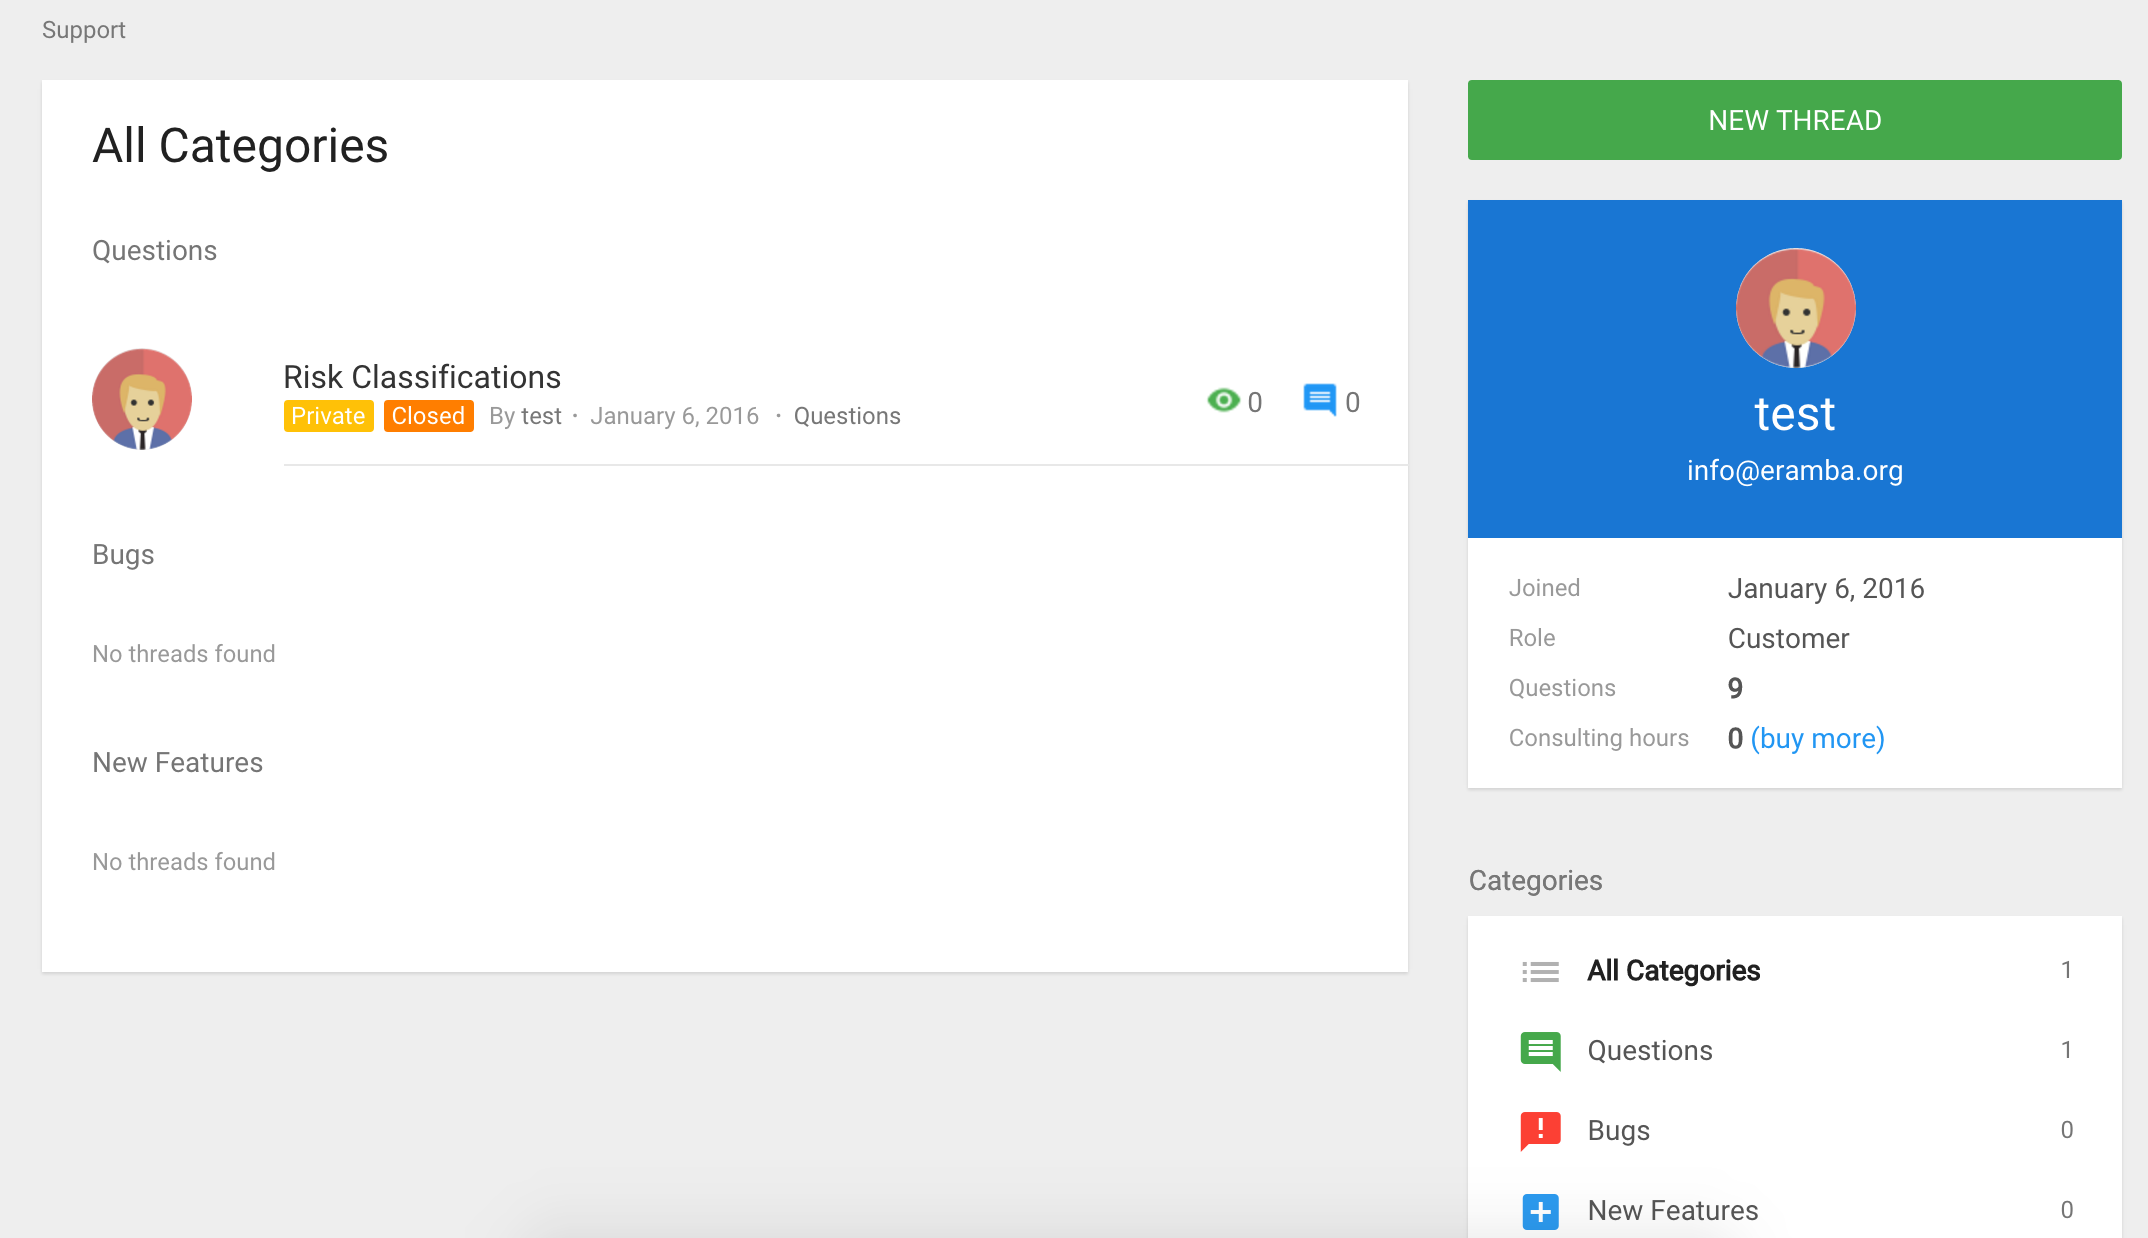 Support
All Categories
Questions
Risk Classifications
Private Closed By test · January 6, 2016 · Questions
0 0
Bugs
No threads found
New Features
No threads found
NEW THREAD
test
info@eramba.org
Joined January 6, 2016
Role Customer
Questions 9
Consulting hours 0 (buy more)
Categories
All Categories 1
Questions 1
Bugs 0
New Features 0